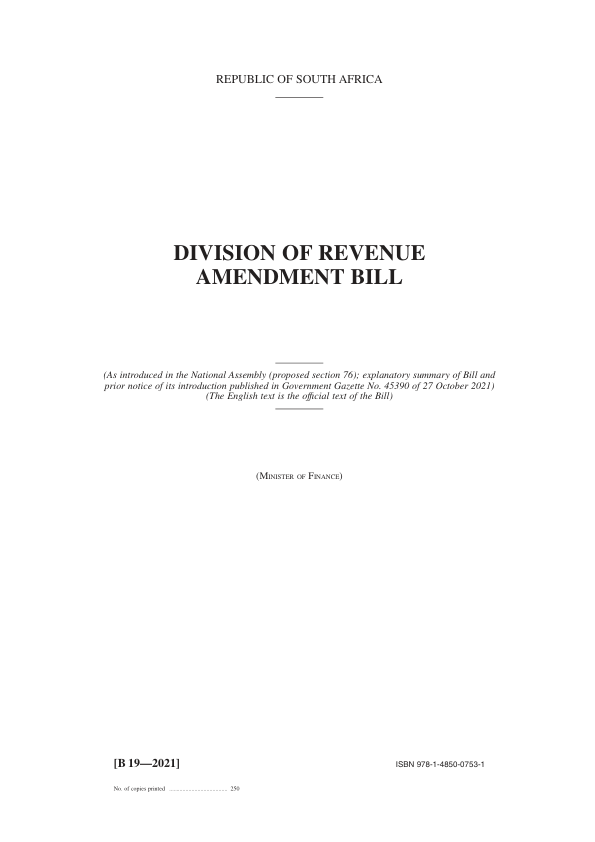 REPUBLIC OF SOUTH AFRICA
DIVISION OF REVENUE
AMENDMENT BILL
(As introduced in the National Assembly (proposed section 76); explanatory summary of Bill and
prior notice of its introduction published in Government Gazette No. 45390 of 27 October 2021)
(The English text is the official text of the Bill)
(Minister of Finance)
[B 19—2021] ISBN 978-1-4850-0753-1
No. of copies printed ....................................... 250